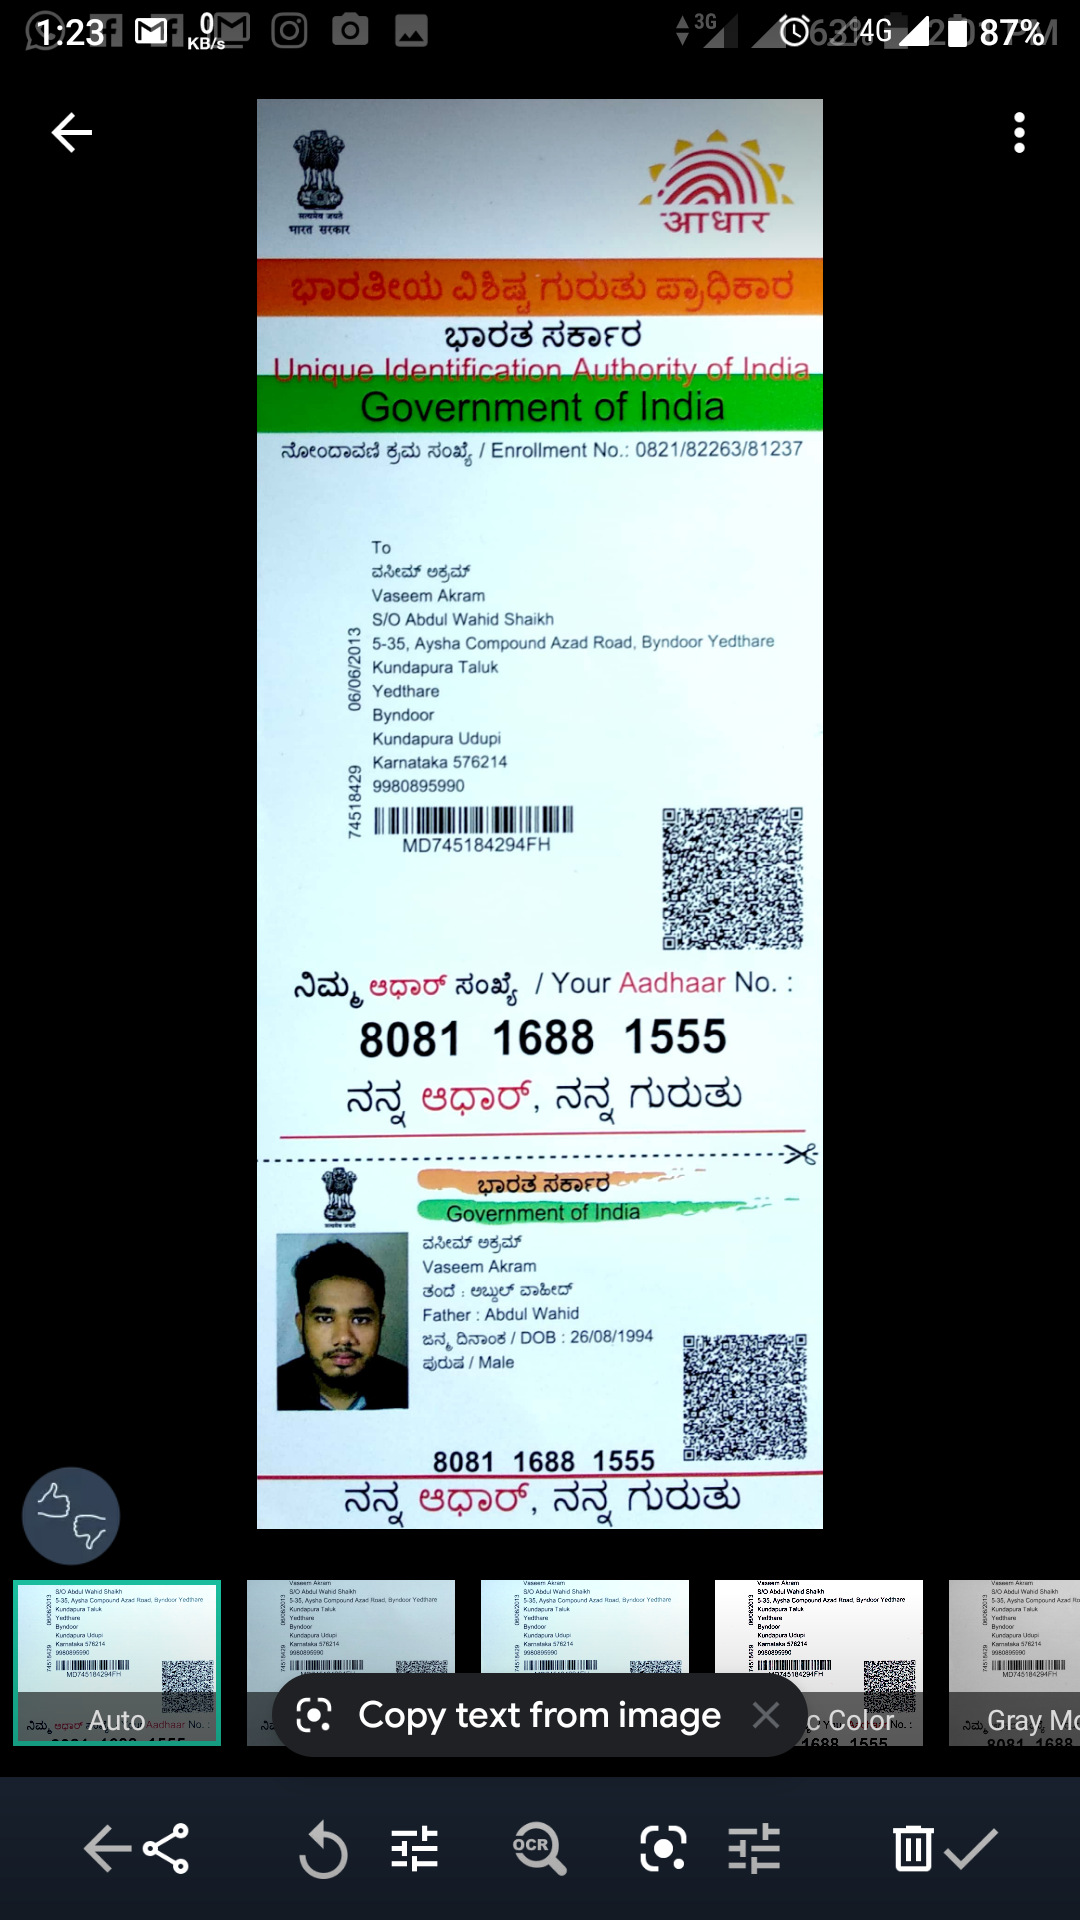 1:23
0
KB/s
3G
63%
4G
87%
सत्यमेव जयते
भारत सरकार
आधार
ಭಾರತೀಯ ವಿಶಿಷ್ಟ ಗುರುತು ಪ್ರಾಧಿಕಾರ
ಭಾರತ ಸರ್ಕಾರ
Unique Identification Authority of India
Government of India
ನೋಂದಾವಣಿ ಕ್ರಮ ಸಂಖ್ಯೆ / Enrollment No.: 0821/82263/81237
To
ವಸೀಮ್ ಅಕ್ರಮ್
Vaseem Akram
S/O Abdul Wahid Shaikh
5-35, Aysha Compound Azad Road, Byndoor Yedthare
Kundapura Taluk
Yedthare
Byndoor
Kundapura Udupi
Karnataka 576214
9980895990
06/06/2013
74518429
MD745184294FH
ನಿಮ್ಮ ಆಧಾರ್ ಸಂಖ್ಯೆ / Your Aadhaar No. :
8081 1688 1555
ನನ್ನ ಆಧಾರ್, ನನ್ನ ಗುರುತು
ಭಾರತ ಸರ್ಕಾರ
Government of India
ವಸೀಮ್ ಅಕ್ರಮ್
Vaseem Akram
ತಂದೆ : ಅಬ್ದುಲ್ ವಾಹೀದ್
Father : Abdul Wahid
ಜನ್ಮ ದಿನಾಂಕ / DOB : 26/08/1994
ಪುರುಷ / Male
8081 1688 1555
ನನ್ನ ಆಧಾರ್, ನನ್ನ ಗುರುತು
Auto
Copy text from image
c Color
Gray Mo
OCR